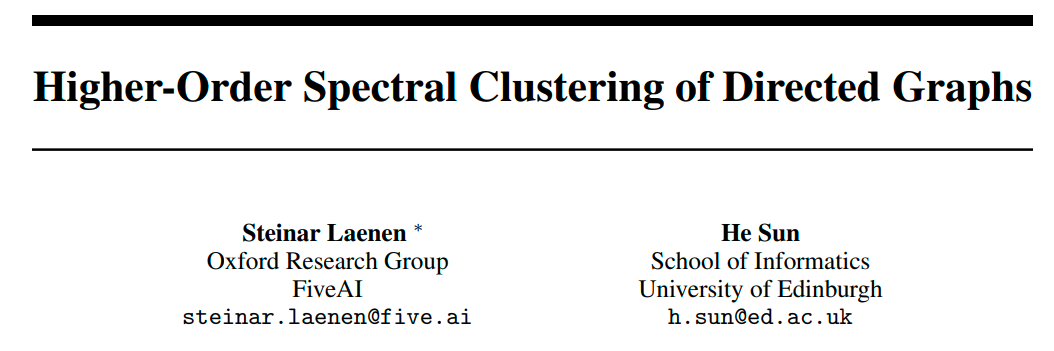 Higher-Order Spectral Clustering of Directed Graphs
Steinar Laenen *
Oxford Research Group
FiveAI
steinar.laenen@five.ai
He Sun
School of Informatics
University of Edinburgh
h.sun@ed.ac.uk